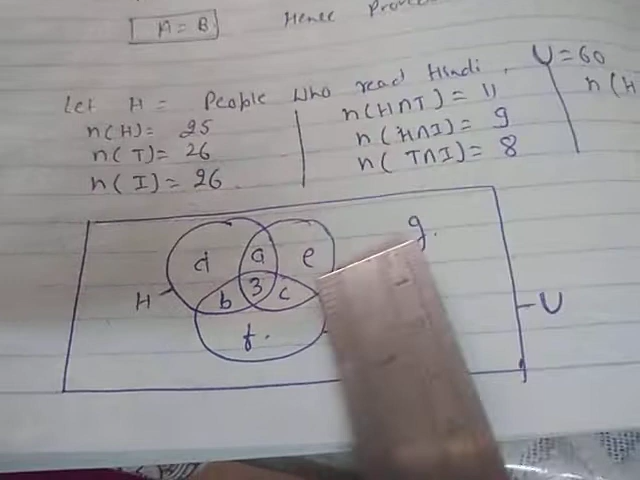 A = B
Hence
Let H = People Who read Hindi, U = 60
n(H) = 25
n(T) = 26
n(I) = 26
n(H∩T) = 11
n(H∩I) = 9
n(T∩I) = 8
n(H
d a e g.
b 3 c
H f. U